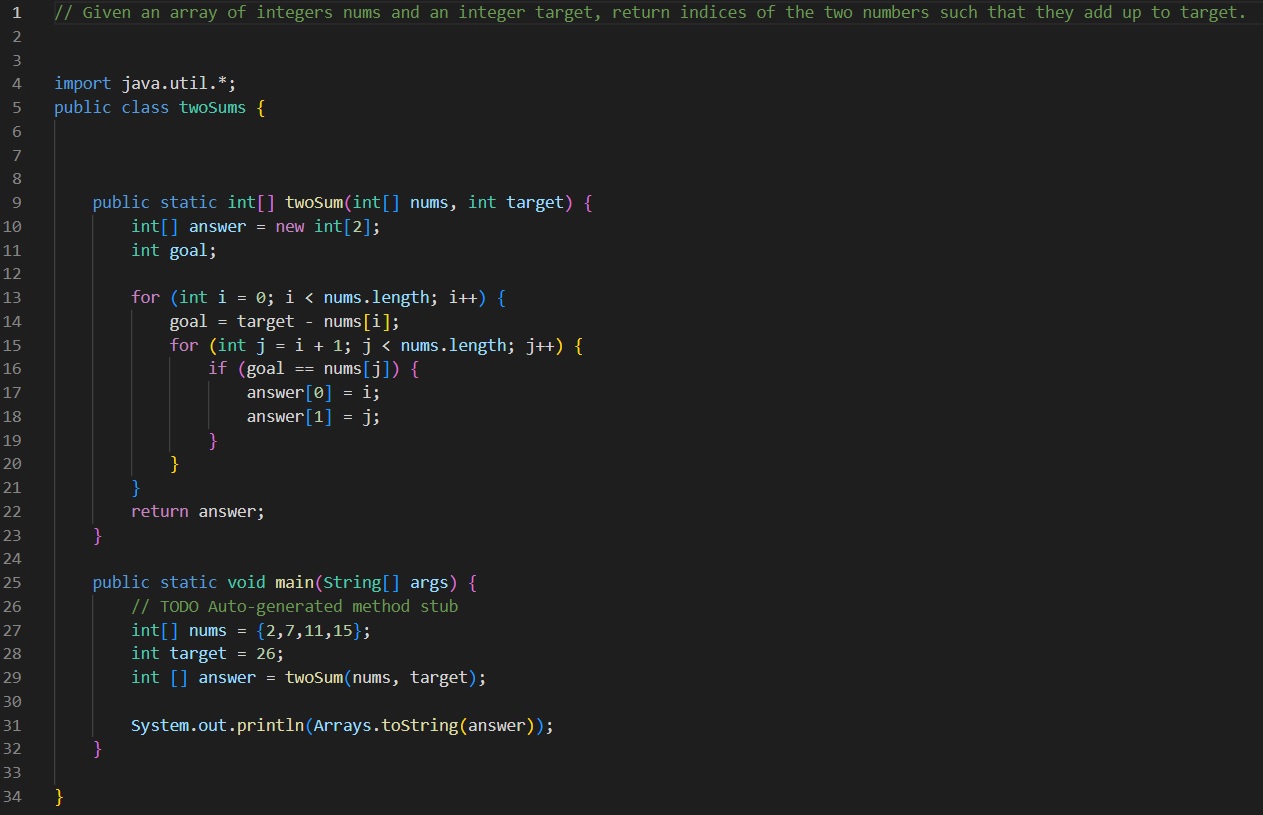 1 // Given an array of integers nums and an integer target, return indices of the two numbers such that they add up to target.
2
3
4 import java.util.*;
5 public class twoSums {
6
7
8
9     public static int[] twoSum(int[] nums, int target) {
10         int[] answer = new int[2];
11         int goal;
12
13         for (int i = 0; i < nums.length; i++) {
14             goal = target - nums[i];
15             for (int j = i + 1; j < nums.length; j++) {
16                 if (goal == nums[j]) {
17                     answer[0] = i;
18                     answer[1] = j;
19                 }
20             }
21         }
22         return answer;
23     }
24
25     public static void main(String[] args) {
26         // TODO Auto-generated method stub
27         int[] nums = {2,7,11,15};
28         int target = 26;
29         int [] answer = twoSum(nums, target);
30
31         System.out.println(Arrays.toString(answer));
32     }
33
34 }